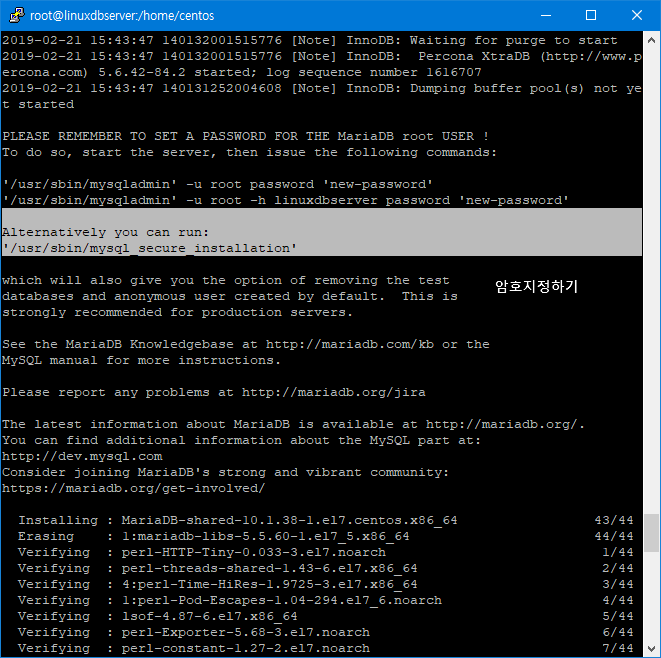 root@linuxdbserver:/home/centos
2019-02-21 15:43:47 140132001515776 [Note] InnoDB: Waiting for purge to start
2019-02-21 15:43:47 140132001515776 [Note] InnoDB:  Percona XtraDB (http://www.p
ercona.com) 5.6.42-84.2 started; log sequence number 1616707
2019-02-21 15:43:47 140131252004608 [Note] InnoDB: Dumping buffer pool(s) not ye
t started
PLEASE REMEMBER TO SET A PASSWORD FOR THE MariaDB root USER !
To do so, start the server, then issue the following commands:
'/usr/sbin/mysqladmin' -u root password 'new-password'
'/usr/sbin/mysqladmin' -u root -h linuxdbserver password 'new-password'
Alternatively you can run:
'/usr/sbin/mysql_secure_installation'
which will also give you the option of removing the test
databases and anonymous user created by default.  This is
strongly recommended for production servers.
암호지정하기
See the MariaDB Knowledgebase at http://mariadb.com/kb or the
MySQL manual for more instructions.
Please report any problems at http://mariadb.org/jira
The latest information about MariaDB is available at http://mariadb.org/.
You can find additional information about the MySQL part at:
http://dev.mysql.com
Consider joining MariaDB's strong and vibrant community:
https://mariadb.org/get-involved/
Installing : MariaDB-shared-10.1.38-1.el7.centos.x86_64 43/44
Erasing    : 1:mariadb-libs-5.5.60-1.el7_5.x86_64 44/44
Verifying  : perl-HTTP-Tiny-0.033-3.el7.noarch 1/44
Verifying  : perl-threads-shared-1.43-6.el7.x86_64 2/44
Verifying  : 4:perl-Time-HiRes-1.9725-3.el7.x86_64 3/44
Verifying  : 1:perl-Pod-Escapes-1.04-294.el7_6.noarch 4/44
Verifying  : lsof-4.87-6.el7.x86_64 5/44
Verifying  : perl-Exporter-5.68-3.el7.noarch 6/44
Verifying  : perl-constant-1.27-2.el7.noarch 7/44